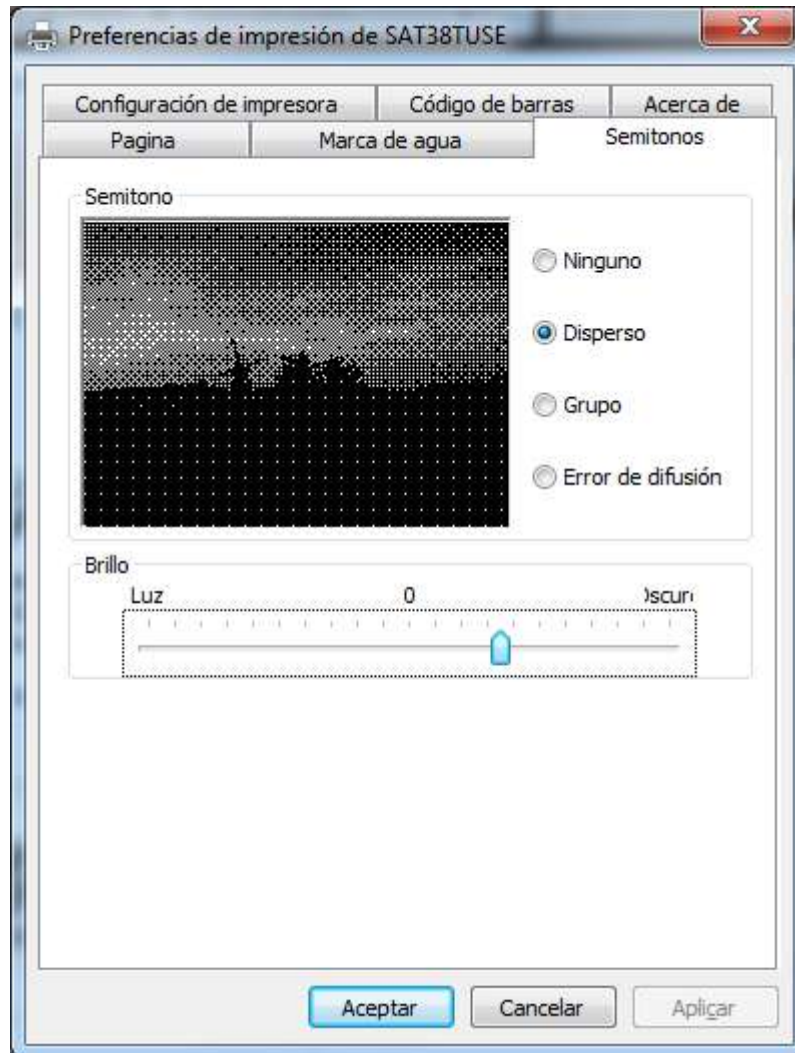 Preferencias de impresión de SAT38TUSE
Configuración de impresora Código de barras Acerca de
Pagina Marca de agua Semitonos
Semitono
Ninguno
Disperso
Grupo
Error de difusión
Brillo
Luz 0 Oscuro
Aceptar Cancelar Aplicar